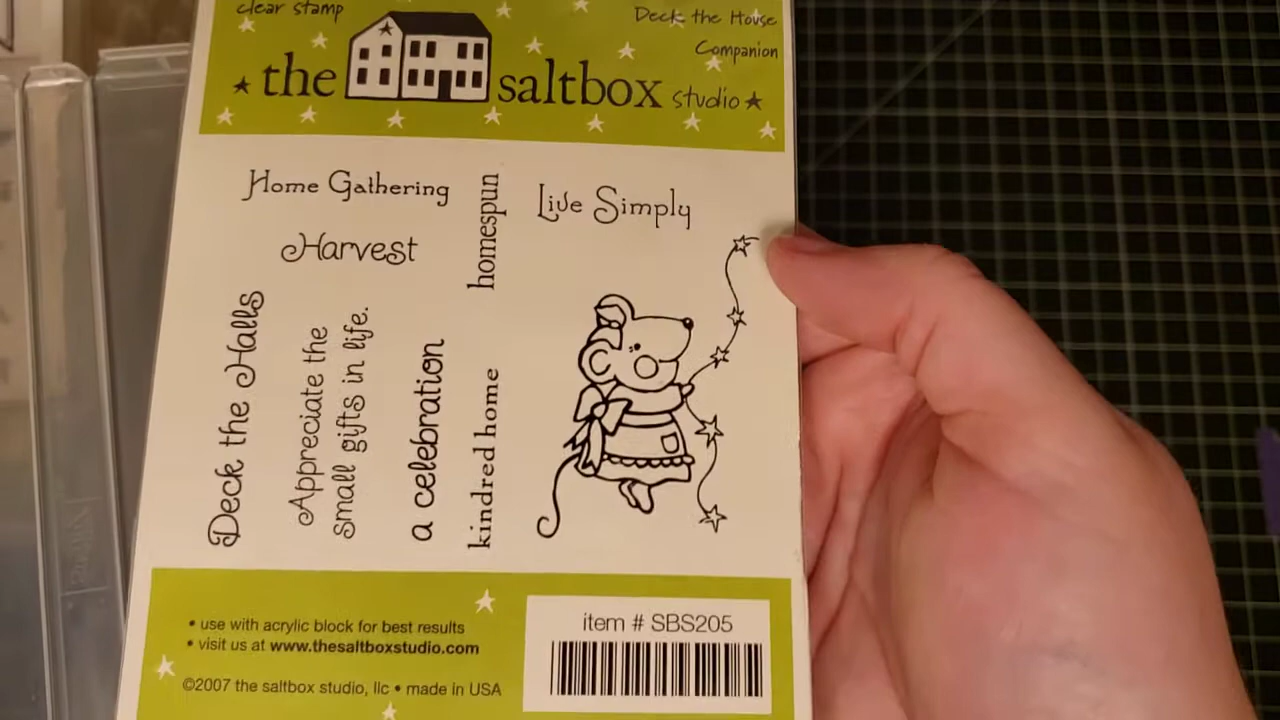 clear stamp
Deck the House
Companion
the saltbox studio
Home Gathering
homespun
Live Simply
Harvest
Deck the Halls
Appreciate the
small gifts in life.
a celebration
kindred home
• use with acrylic block for best results
• visit us at www.thesaltboxstudio.com
©2007 the saltbox studio, llc • made in USA
item # SBS205